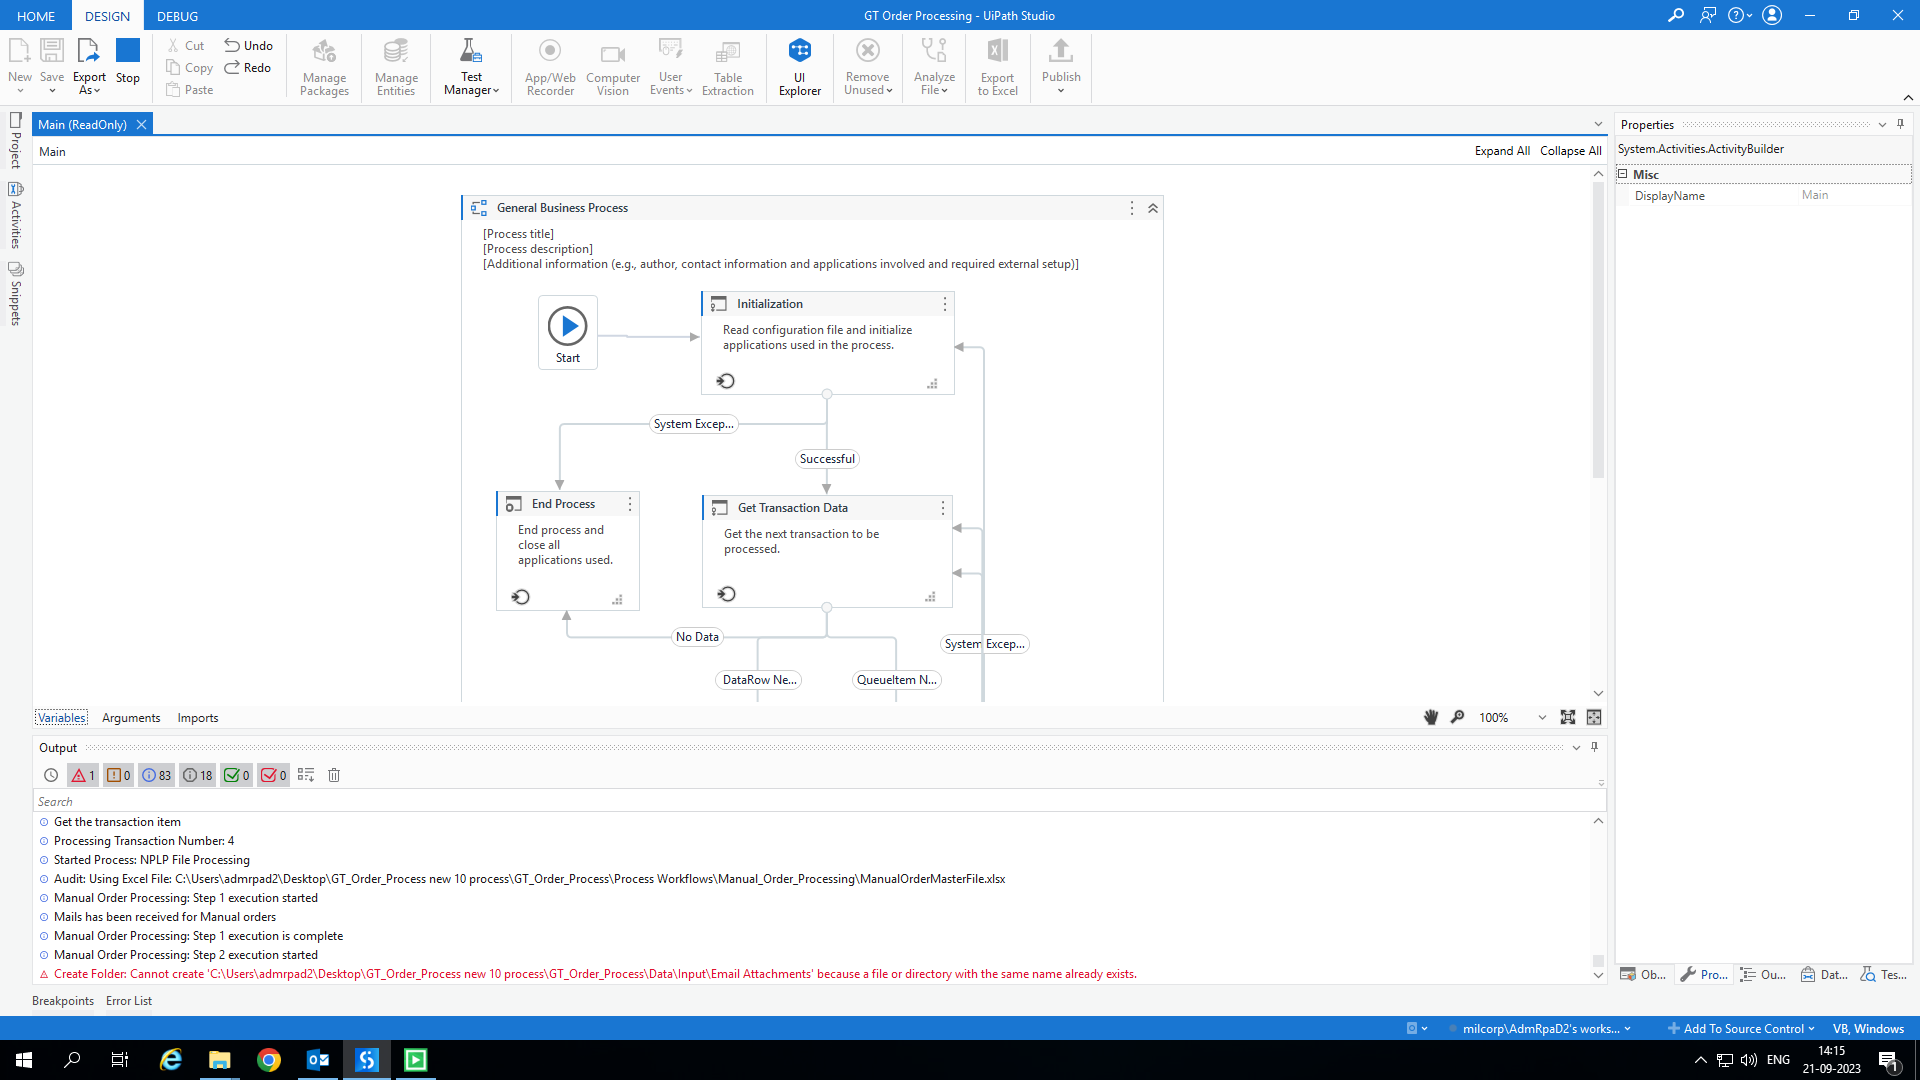 HOME DESIGN DEBUG
GT Order Processing - UiPath Studio
New
Save
Export As
Stop
Cut
Copy
Paste
Undo
Redo
Manage Packages
Manage Entities
Test Manager
App/Web Recorder
Computer Vision
User Events
Table Extraction
UI Explorer
Remove Unused
Analyze File
Export to Excel
Publish
Main (ReadOnly)
Main
Expand All Collapse All
Project
Activities
Snippets
General Business Process
[Process title]
[Process description]
[Additional information (e.g., author, contact information and applications involved and required external setup)]
Start
Initialization
Read configuration file and initialize
applications used in the process.
System Excep...
Successful
End Process
End process and
close all
applications used.
Get Transaction Data
Get the next transaction to be
processed.
No Data
System Excep...
DataRow Ne...
QueueItem N...
Variables Arguments Imports
100%
Properties
System.Activities.ActivityBuilder
Misc
DisplayName Main
Output
1 0 83 18 0 0
Search
Get the transaction item
Processing Transaction Number: 4
Started Process: NPLP File Processing
Audit: Using Excel File: C:\Users\admrpad2\Desktop\GT_Order_Process new 10 process\GT_Order_Process\Process Workflows\Manual_Order_Processing\ManualOrderMasterFile.xlsx
Manual Order Processing: Step 1 execution started
Mails has been received for Manual orders
Manual Order Processing: Step 1 execution is complete
Manual Order Processing: Step 2 execution started
Create Folder: Cannot create 'C:\Users\admrpad2\Desktop\GT_Order_Process new 10 process\GT_Order_Process\Data\Input\Email Attachments' because a file or directory with the same name already exists.
Ob... Pro... Ou... Dat... Tes...
Breakpoints Error List
milcorp\AdmRpaD2's works... Add To Source Control VB, Windows
ENG
14:15
21-09-2023
1